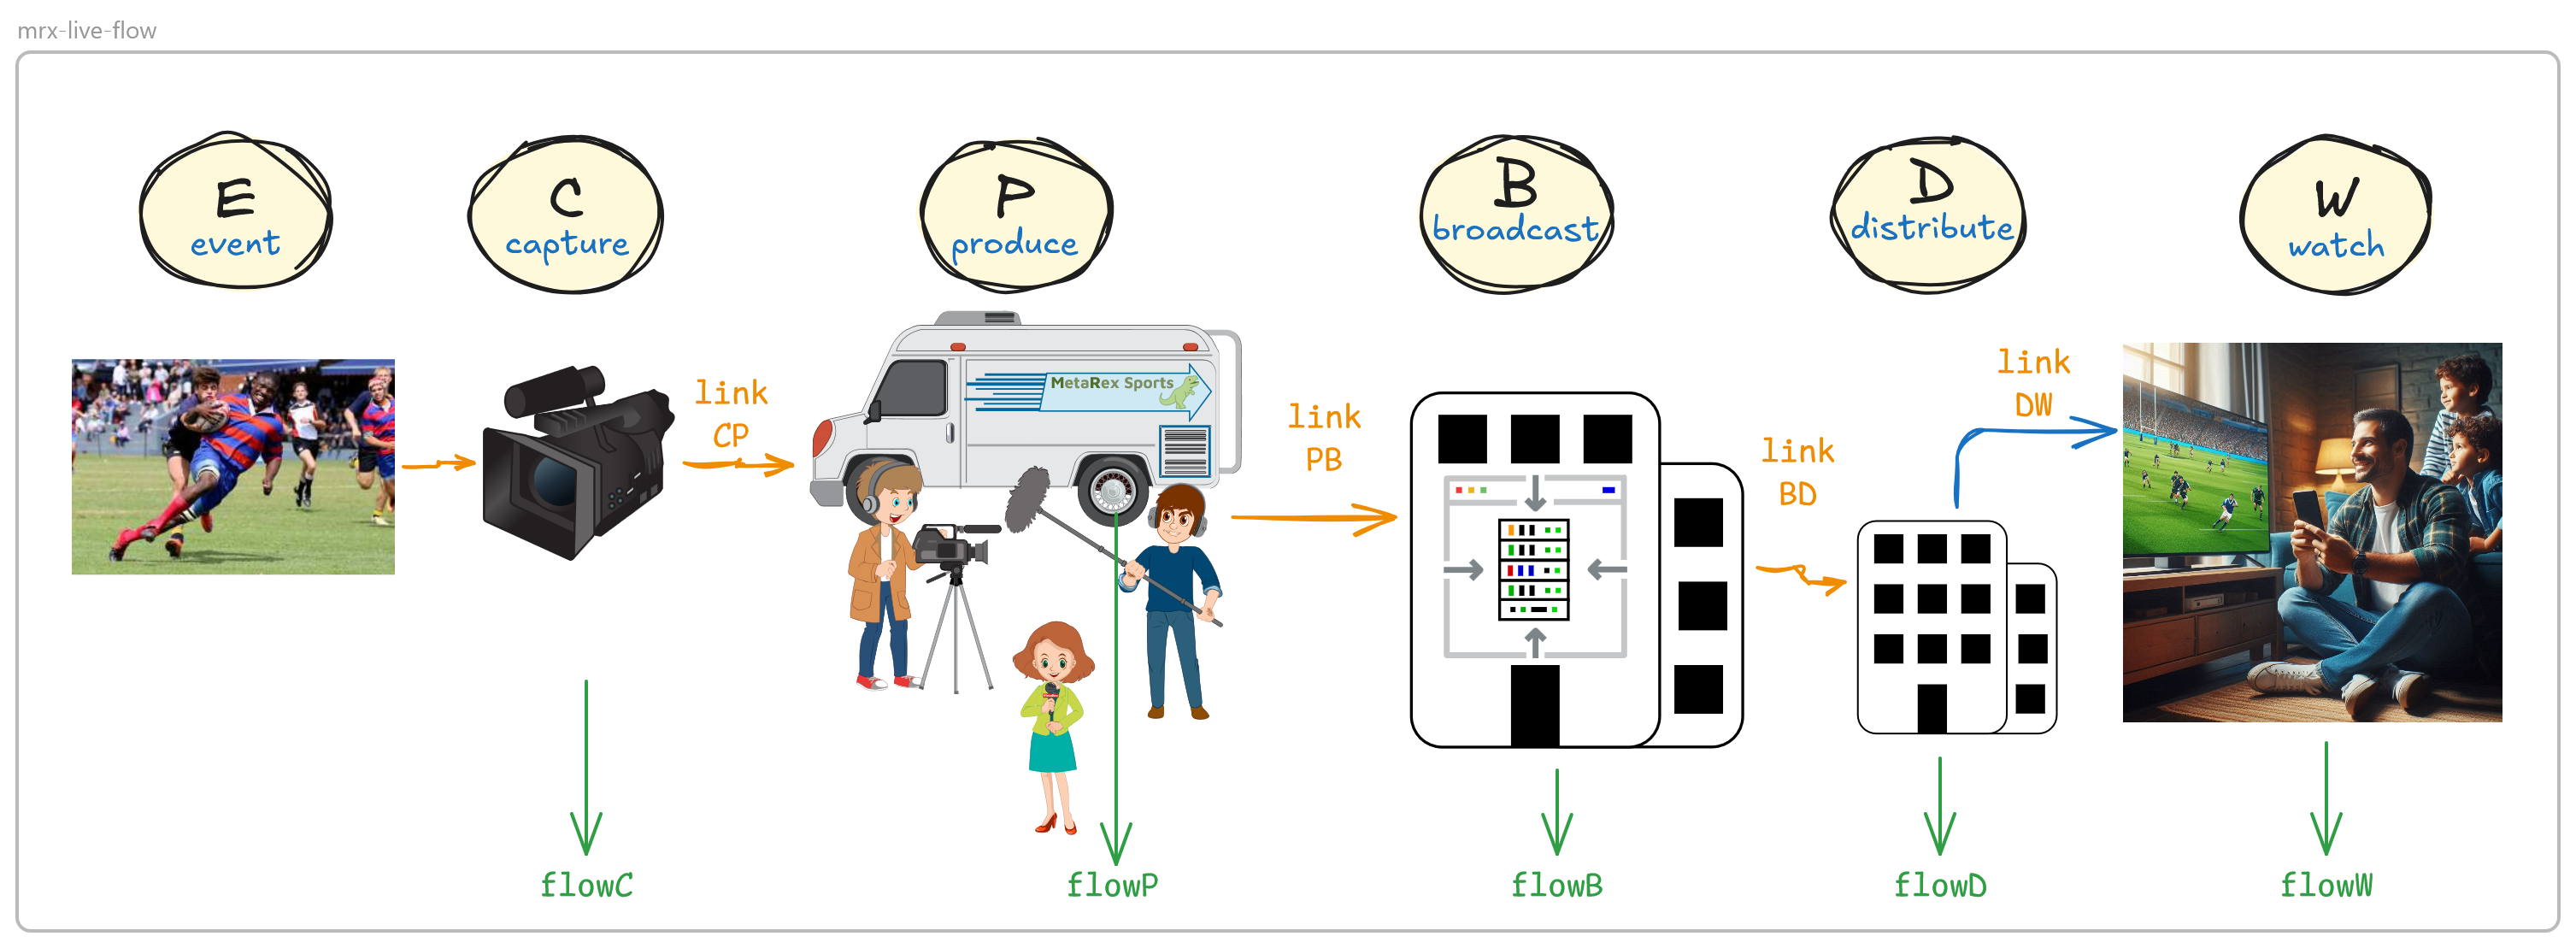 mrx-live-flow
E
event
C
capture
P
produce
B
broadcast
D
distribute
W
watch
link
CP
MetaRex Sports
link
PB
link
BD
link
DW
flowC
flowP
flowB
flowD
flowW